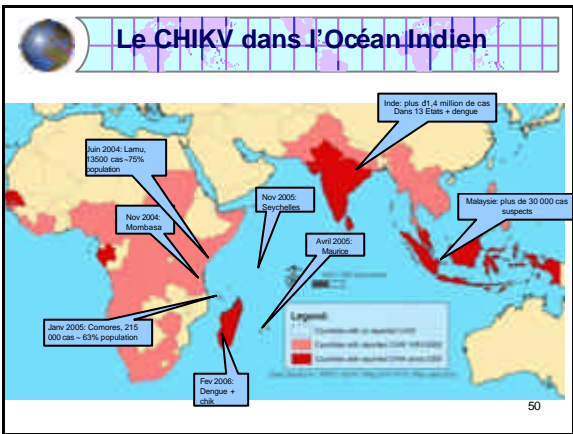 Le CHIKV dans l'Océan Indien
Inde: plus d1,4 million de cas
Dans 13 Etats + dengue
Juin 2004: Lamu,
13500 cas ~75%
population
Nov 2005:
Seychelles
Malaysie: plus de 30 000 cas
suspects
Nov 2004:
Mombasa
Avril 2005:
Maurice
Janv 2005: Comores, 215
000 cas ~ 63% population
Legend:
Fev 2006:
Dengue +
chik
50